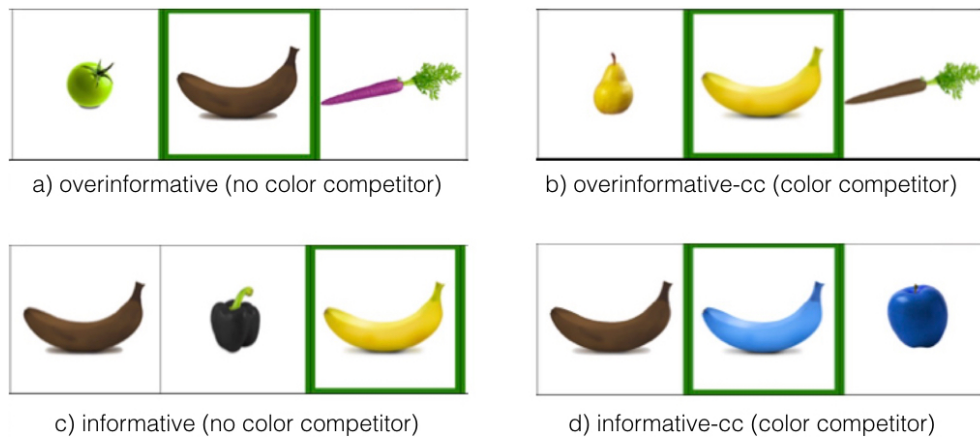 a) overinformative (no color competitor)
b) overinformative-cc (color competitor)
c) informative (no color competitor)
d) informative-cc (color competitor)